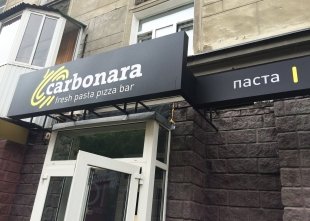 carbonara
fresh pasta pizza bar
паста